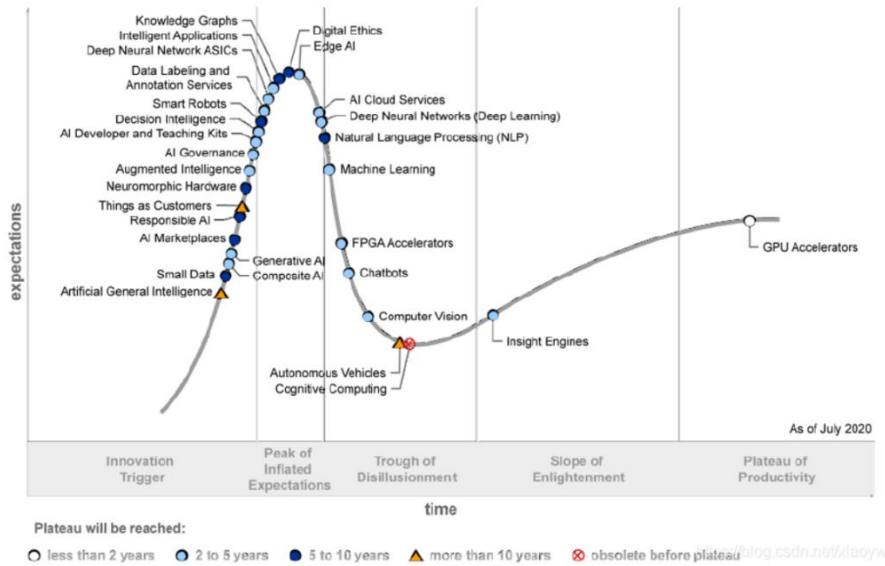 Knowledge Graphs
Intelligent Applications
Deep Neural Network ASICs
Data Labeling and
Annotation Services
Smart Robots
Decision Intelligence
AI Developer and Teaching Kits
AI Governance
Augmented Intelligence
Neuromorphic Hardware
Things as Customers
Responsible AI
AI Marketplaces
Generative AI
Small Data
Composite AI
Artificial General Intelligence
Digital Ethics
Edge AI
AI Cloud Services
Deep Neural Networks (Deep Learning)
Natural Language Processing (NLP)
Machine Learning
FPGA Accelerators
Chatbots
Computer Vision
Autonomous Vehicles
Cognitive Computing
Insight Engines
GPU Accelerators
expectations
As of July 2020
Innovation
Trigger
Peak of
Inflated
Expectations
Trough of
Disillusionment
Slope of
Enlightenment
Plateau of
Productivity
time
Plateau will be reached:
less than 2 years
2 to 5 years
5 to 10 years
more than 10 years
obsolete before plateau
blog.csdn.net/xiaoyw